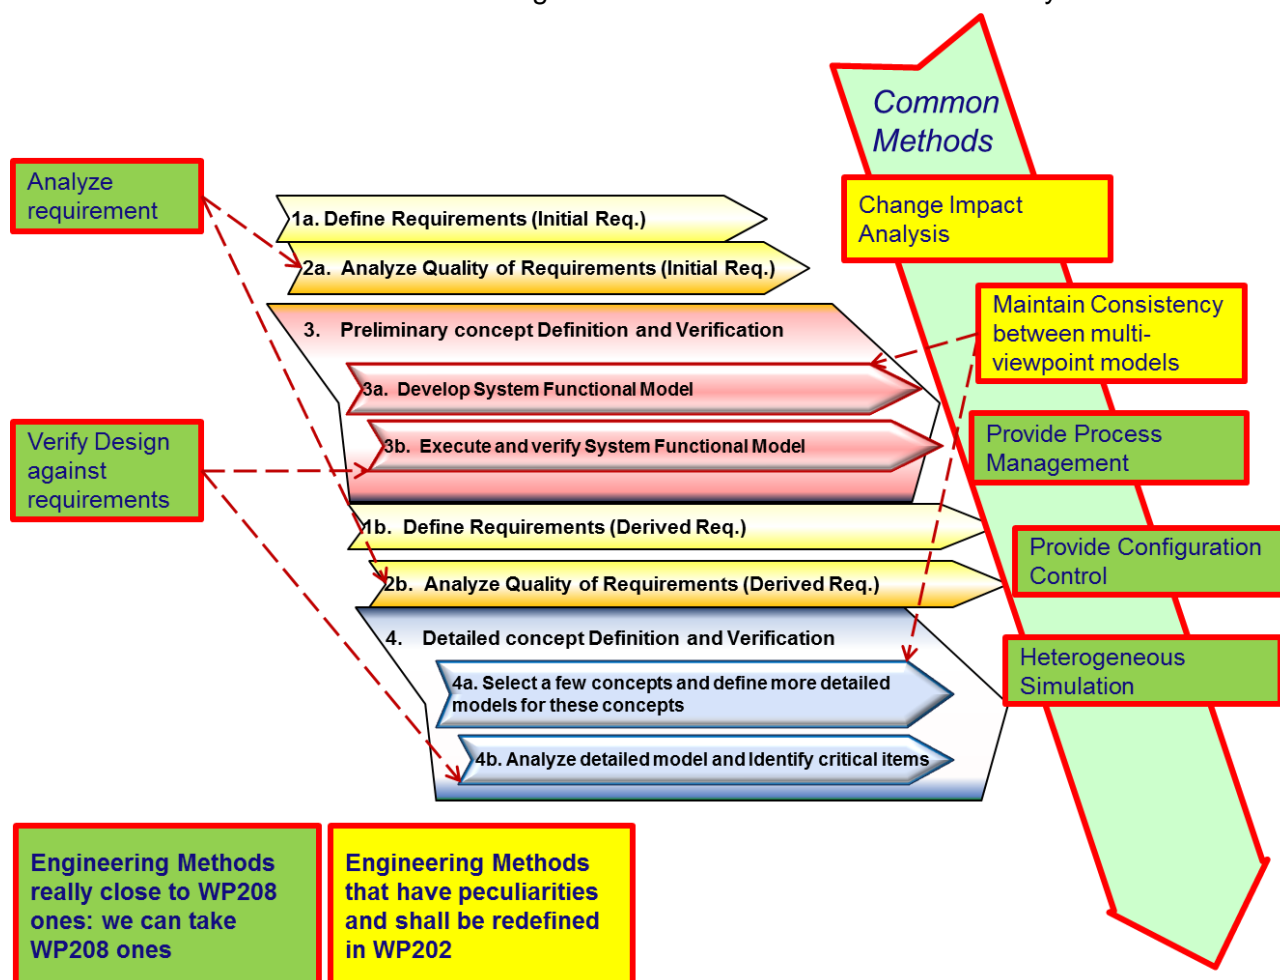 Common
Methods
Analyze
requirement
Change Impact
Analysis
1a. Define Requirements (Initial Req.)
2a. Analyze Quality of Requirements (Initial Req.)
Maintain Consistency
between multi-
viewpoint models
3. Preliminary concept Definition and Verification
3a. Develop System Functional Model
Verify Design
against
requirements
3b. Execute and verify System Functional Model
Provide Process
Management
1b. Define Requirements (Derived Req.)
Provide Configuration
Control
2b. Analyze Quality of Requirements (Derived Req.)
4. Detailed concept Definition and Verification
Heterogeneous
Simulation
4a. Select a few concepts and define more detailed
models for these concepts
4b. Analyze detailed model and Identify critical items
Engineering Methods
really close to WP208
ones: we can take
WP208 ones
Engineering Methods
that have peculiarities
and shall be redefined
in WP202